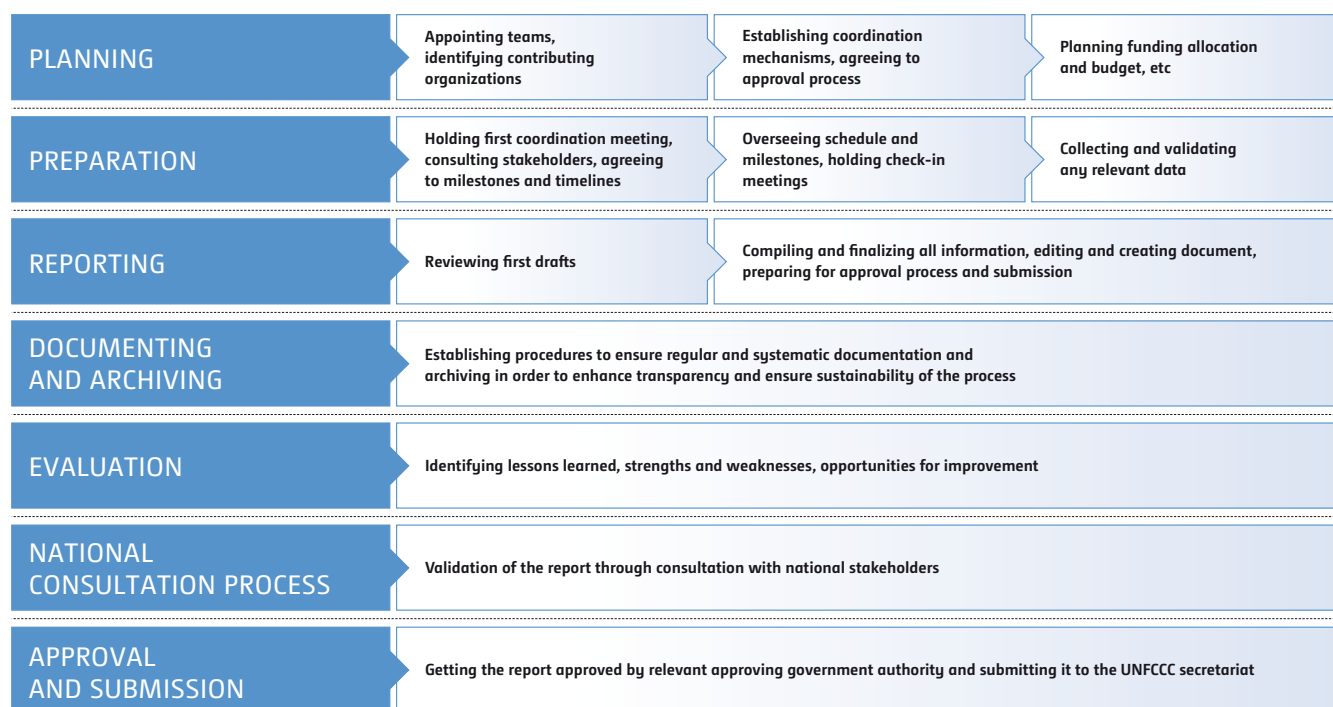 PLANNING
Appointing teams,
identifying contributing
organizations
Establishing coordination
mechanisms, agreeing to
approval process
Planning funding allocation
and budget, etc
PREPARATION
Holding first coordination meeting,
consulting stakeholders, agreeing
to milestones and timelines
Overseeing schedule and
milestones, holding check-in
meetings
Collecting and validating
any relevant data
REPORTING
Reviewing first drafts
Compiling and finalizing all information, editing and creating document,
preparing for approval process and submission
DOCUMENTING
AND ARCHIVING
Establishing procedures to ensure regular and systematic documentation and
archiving in order to enhance transparency and ensure sustainability of the process
EVALUATION
Identifying lessons learned, strengths and weaknesses, opportunities for improvement
NATIONAL
CONSULTATION PROCESS
Validation of the report through consultation with national stakeholders
APPROVAL
AND SUBMISSION
Getting the report approved by relevant approving government authority and submitting it to the UNFCCC secretariat